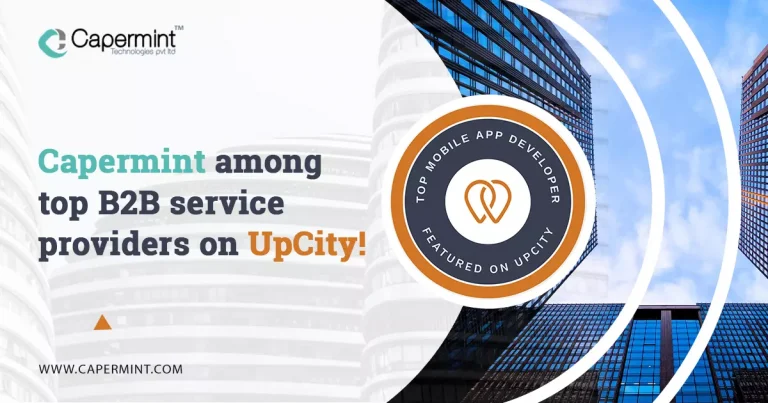 Capermint™
Technologies pvt ltd
Capermint among
top B2B service
providers on UpCity!
TOP MOBILE APP DEVELOPER
FEATURED ON UPCITY
WWW.CAPERMINT.COM